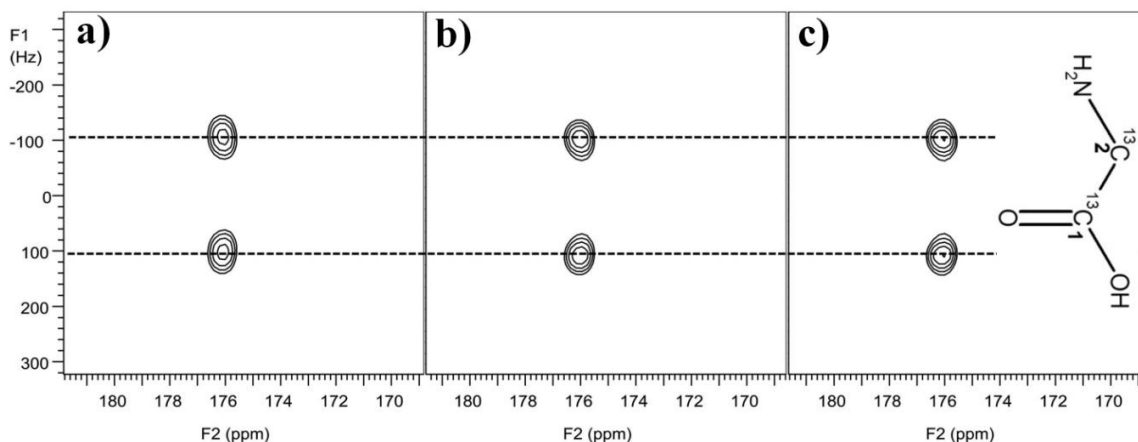 a) b) c)
F1
(Hz)
-200
-100
0
100
200
300
180 178 176 174 172 170
180 178 176 174 172 170
180 178 176 174 172 170
F2 (ppm) F2 (ppm) F2 (ppm)
H₂N
¹³C
2
¹³C
1
O
OH